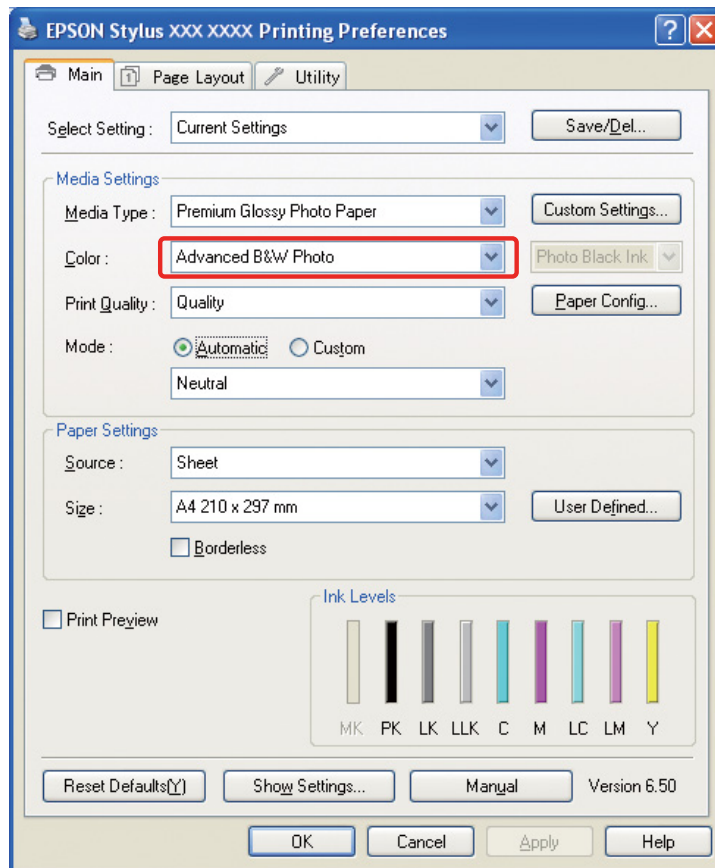 EPSON Stylus XXX XXXX Printing Preferences
Main
Page Layout
Utility
Select Setting :
Current Settings
Save/Del...
Media Settings
Media Type :
Premium Glossy Photo Paper
Custom Settings...
Color :
Advanced B&W Photo
Photo Black Ink
Print Quality :
Quality
Paper Config...
Mode :
Automatic
Custom
Neutral
Paper Settings
Source :
Sheet
Size :
A4 210 x 297 mm
User Defined...
Borderless
Print Preview
Ink Levels
MK PK LK LLK C M LC LM Y
Reset Defaults(Y)
Show Settings...
Manual
Version 6.50
OK
Cancel
Apply
Help